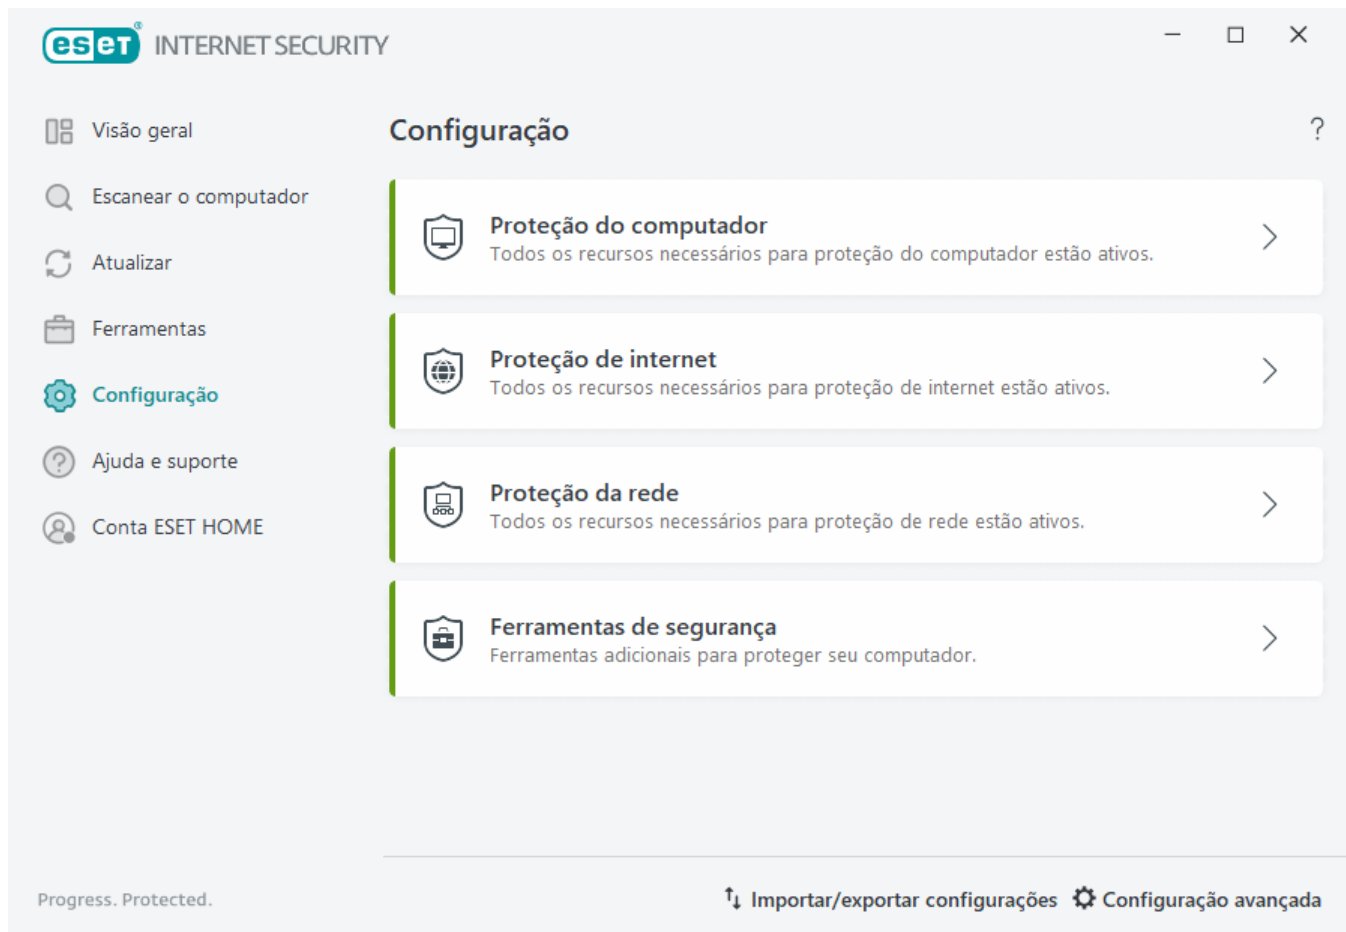 eset® INTERNET SECURITY
Visão geral
Escanear o computador
Atualizar
Ferramentas
Configuração
Ajuda e suporte
Conta ESET HOME
Configuração
?
Proteção do computador
Todos os recursos necessários para proteção do computador estão ativos.
Proteção de internet
Todos os recursos necessários para proteção de internet estão ativos.
Proteção da rede
Todos os recursos necessários para proteção de rede estão ativos.
Ferramentas de segurança
Ferramentas adicionais para proteger seu computador.
Progress. Protected.
Importar/exportar configurações Configuração avançada